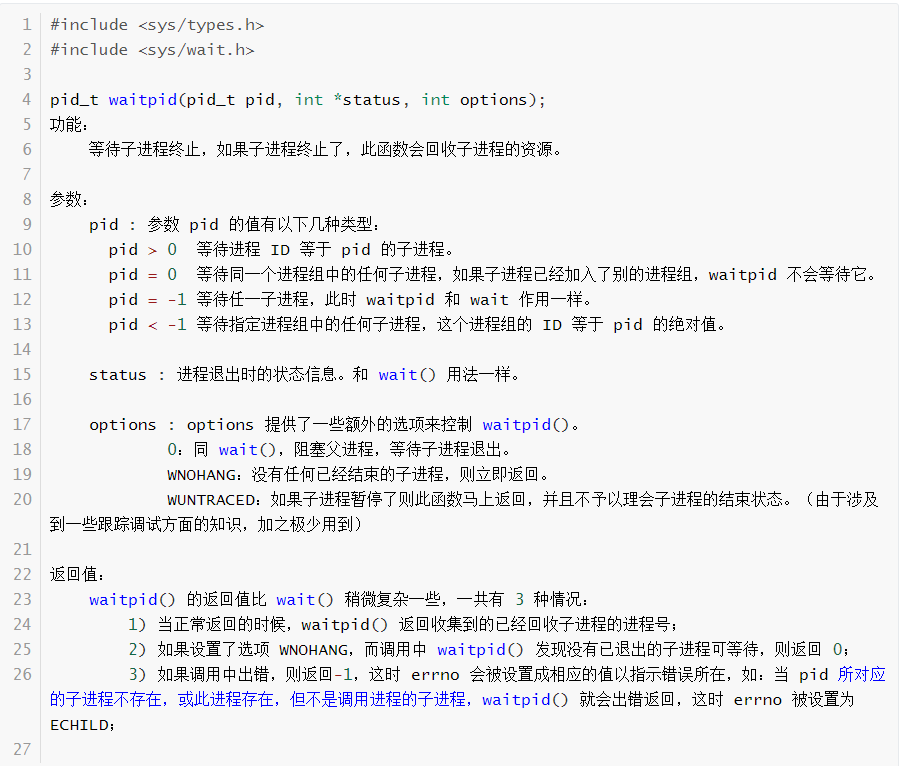 1 #include <sys/types.h>
2 #include <sys/wait.h>
3
4 pid_t waitpid(pid_t pid, int *status, int options);
5 功能：
6 等待子进程终止，如果子进程终止了，此函数会回收子进程的资源。
7
8 参数：
9 pid : 参数 pid 的值有以下几种类型：
10 pid > 0 等待进程 ID 等于 pid 的子进程。
11 pid = 0 等待同一个进程组中的任何子进程，如果子进程已经加入了别的进程组，waitpid 不会等待它。
12 pid = -1 等待任一子进程，此时 waitpid 和 wait 作用一样。
13 pid < -1 等待指定进程组中的任何子进程，这个进程组的 ID 等于 pid 的绝对值。
14
15 status : 进程退出时的状态信息。和 wait() 用法一样。
16
17 options : options 提供了一些额外的选项来控制 waitpid()。
18 0：同 wait()，阻塞父进程，等待子进程退出。
19 WNOHANG：没有任何已经结束的子进程，则立即返回。
20 WUNTRACED：如果子进程暂停了则此函数马上返回，并且不予以理会子进程的结束状态。（由于涉及
到一些跟踪调试方面的知识，加之极少用到）
21
22 返回值：
23 waitpid() 的返回值比 wait() 稍微复杂一些，一共有 3 种情况：
24 1) 当正常返回的时候，waitpid() 返回收集到的已经回收子进程的进程号；
25 2) 如果设置了选项 WNOHANG，而调用中 waitpid() 发现没有已退出的子进程可等待，则返回 0；
26 3) 如果调用中出错，则返回-1，这时 errno 会被设置成相应的值以指示错误所在，如：当 pid 所对应
的子进程不存在，或此进程存在，但不是调用进程的子进程，waitpid() 就会出错返回，这时 errno 被设置为
ECHILD；
27